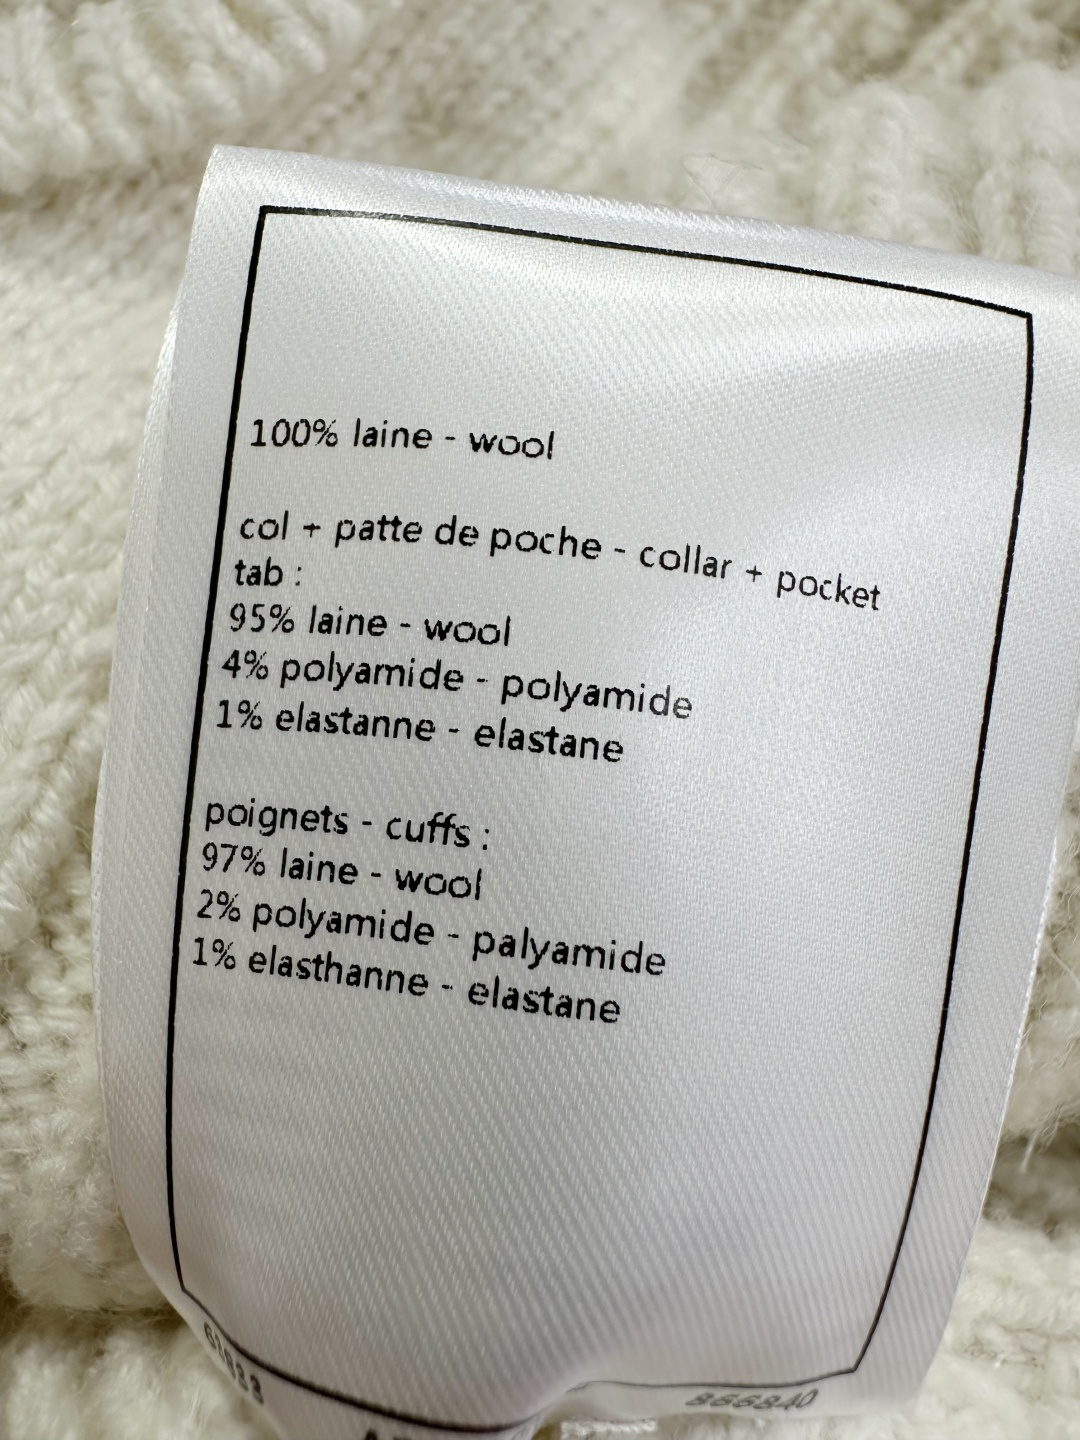 100% laine - wool
col + patte de poche - collar + pocket
tab :
95% laine - wool
4% polyamide - polyamide
1% elastanne - elastane
poignets - cuffs :
97% laine - wool
2% polyamide - palyamide
1% elasthanne - elastane
866840